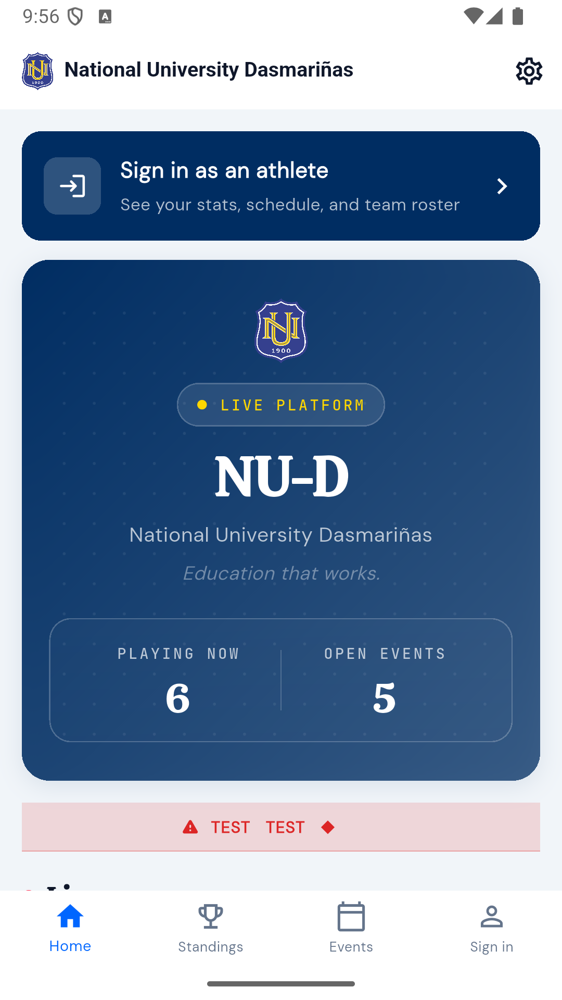 9:56
National University Dasmariñas
Sign in as an athlete
See your stats, schedule, and team roster
1900
LIVE PLATFORM
NU-D
National University Dasmariñas
Education that works.
PLAYING NOW
OPEN EVENTS
6
5
TEST TEST
Home
Standings
Events
Sign in